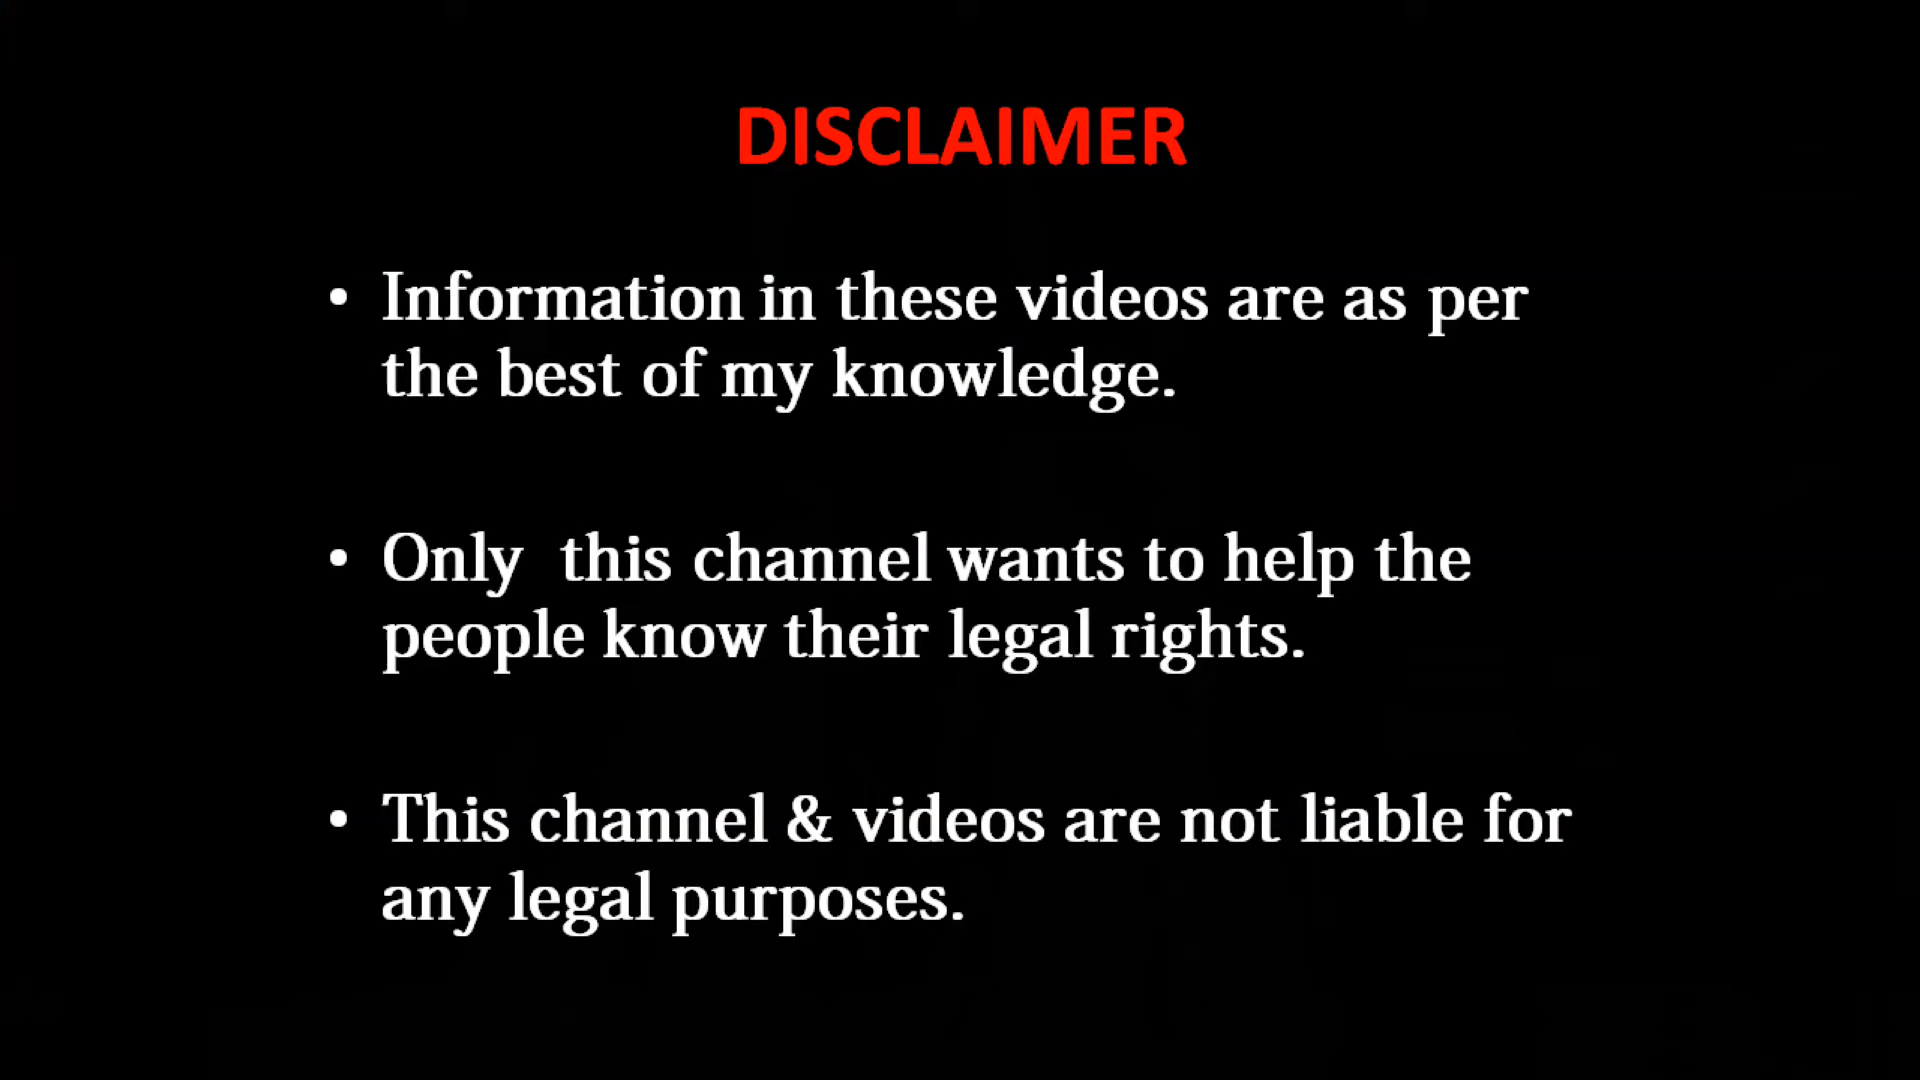 DISCLAIMER
• Information in these videos are as per
the best of my knowledge.
• Only  this channel wants to help the
people know their legal rights.
• This channel & videos are not liable for
any legal purposes.